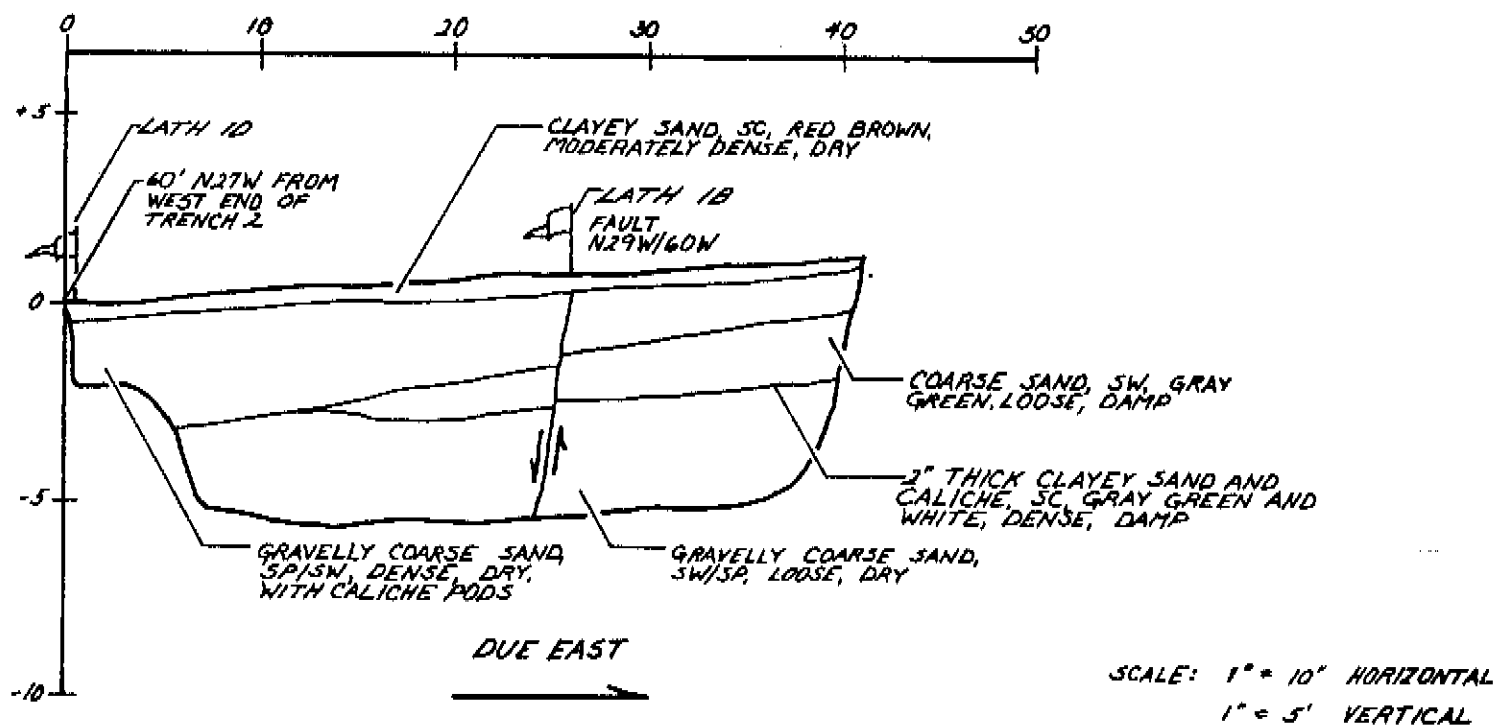 0 10 20 30 40 50
+5
LATH 1D
CLAYEY SAND, SC, RED BROWN,
MODERATELY DENSE, DRY
60' N27W FROM
WEST END OF
TRENCH 2
LATH 1B
FAULT
N29W/60W
0
COARSE SAND, SW, GRAY
GREEN, LOOSE, DAMP
-5
2" THICK CLAYEY SAND AND
CALICHE, SC, GRAY GREEN AND
WHITE, DENSE, DAMP
GRAVELLY COARSE SAND,
SP/SW, DENSE, DRY,
WITH CALICHE PODS
GRAVELLY COARSE SAND,
SW/SP, LOOSE, DRY
DUE EAST
-10
SCALE: 1" = 10" HORIZONTAL
1" = 5' VERTICAL